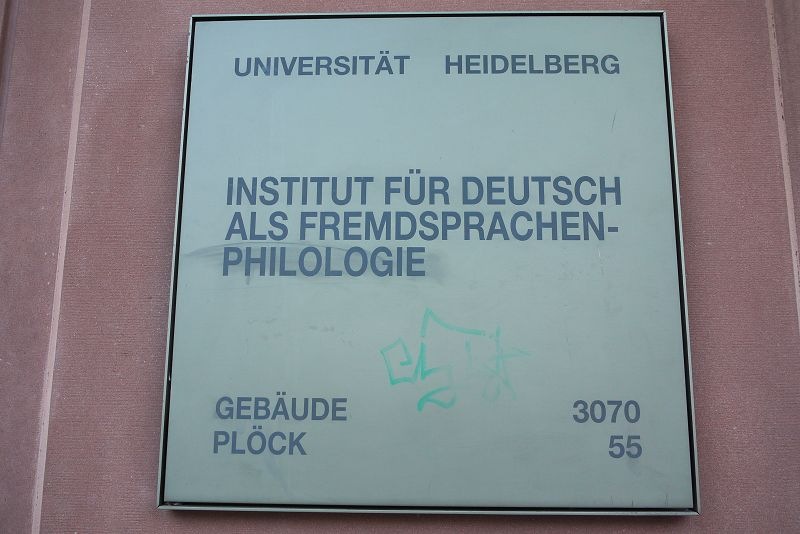 UNIVERSITÄT HEIDELBERG
INSTITUT FÜR DEUTSCH
ALS FREMDSPRACHEN-
PHILOLOGIE
GEBÄUDE 3070
PLÖCK 55